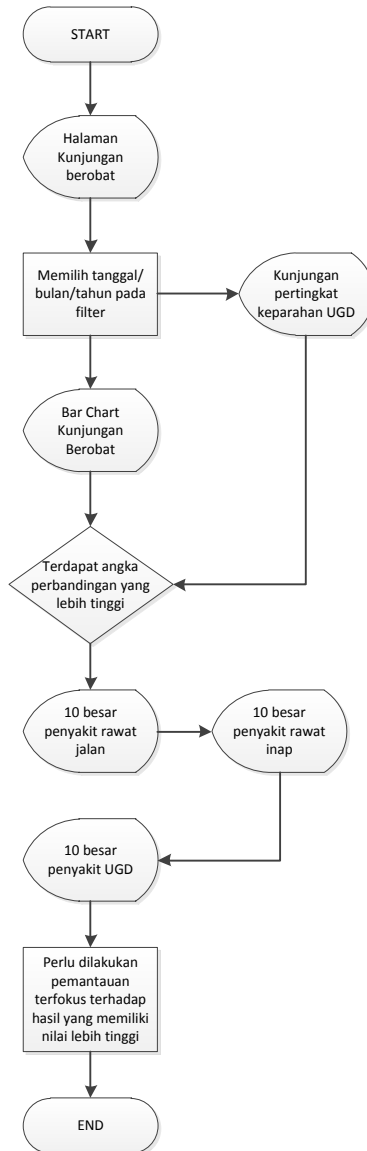 START
Halaman
Kunjungan
berobat
Memilih tanggal/
bulan/tahun pada
filter
Kunjungan
pertingkat
keparahan UGD
Bar Chart
Kunjungan
Berobat
Terdapat angka
perbandingan yang
lebih tinggi
10 besar
penyakit rawat
jalan
10 besar
penyakit rawat
inap
10 besar
penyakit UGD
Perlu dilakukan
pemantauan
terfokus terhadap
hasil yang memiliki
nilai lebih tinggi
END